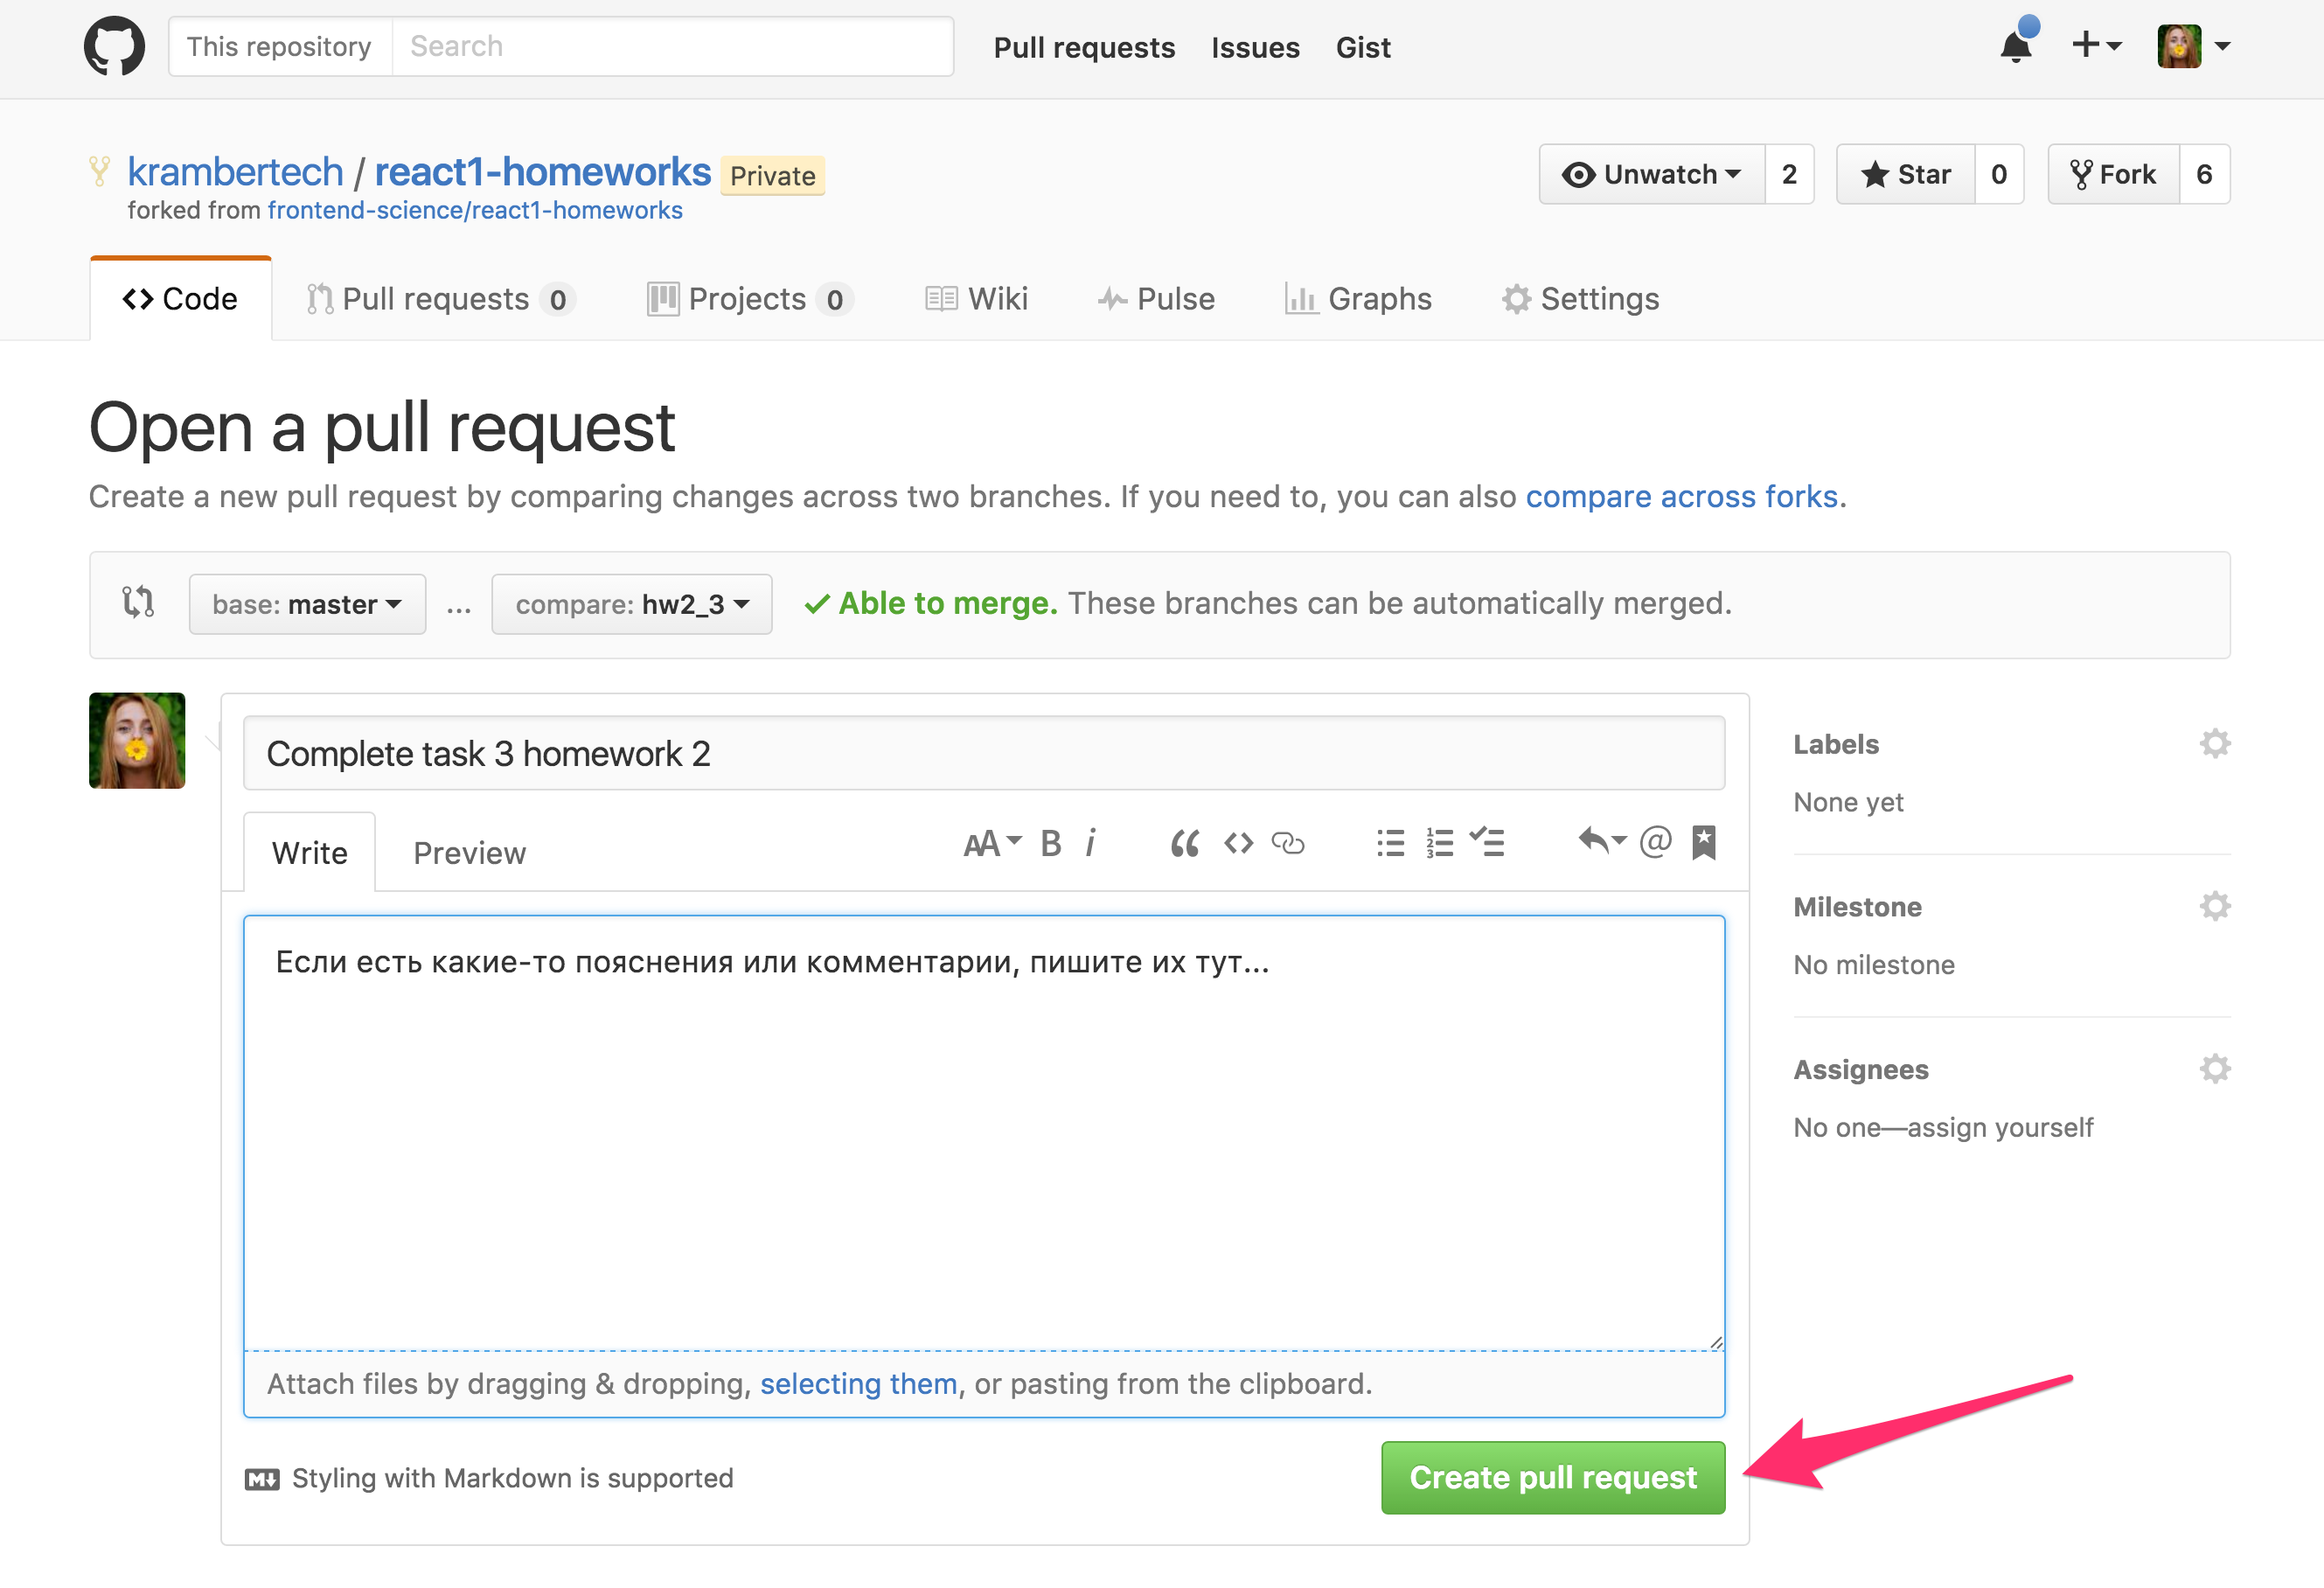 This repository Search Pull requests Issues Gist
krambertech / react1-homeworks Private Unwatch 2 Star 0 Fork 6
forked from frontend-science/react1-homeworks
Code Pull requests 0 Projects 0 Wiki Pulse Graphs Settings
Open a pull request
Create a new pull request by comparing changes across two branches. If you need to, you can also compare across forks.
base: master ... compare: hw2_3 Able to merge. These branches can be automatically merged.
Complete task 3 homework 2
Write Preview AA B i “ <> @
Если есть какие-то пояснения или комментарии, пишите их тут...
Attach files by dragging & dropping, selecting them, or pasting from the clipboard.
Styling with Markdown is supported Create pull request
Labels
None yet
Milestone
No milestone
Assignees
No one—assign yourself